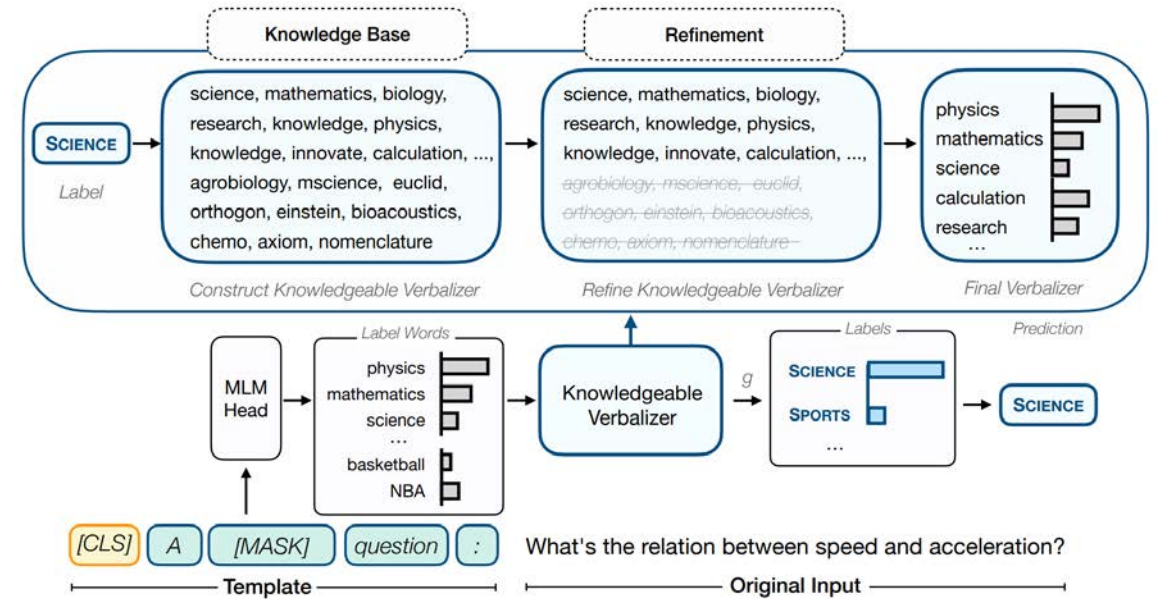 Knowledge Base
Refinement
SCIENCE
Label
science, mathematics, biology,
research, knowledge, physics,
knowledge, innovate, calculation, ...,
agrobiology, mscience, euclid,
orthogon, einstein, bioacoustics,
chemo, axiom, nomenclature
Construct Knowledgeable Verbalizer
science, mathematics, biology,
research, knowledge, physics,
knowledge, innovate, calculation, ...,
agrobiology, mscience, euclid,
orthogon, einstein, bioacoustics,
chemo, axiom, nomenclature
Refine Knowledgeable Verbalizer
physics
mathematics
science
calculation
research
...
Final Verbalizer
MLM
Head
Label Words
physics
mathematics
science
...
basketball
NBA
Knowledgeable
Verbalizer
g
Labels
SCIENCE
SPORTS
...
Prediction
SCIENCE
[CLS] A [MASK] question :
What's the relation between speed and acceleration?
Template
Original Input